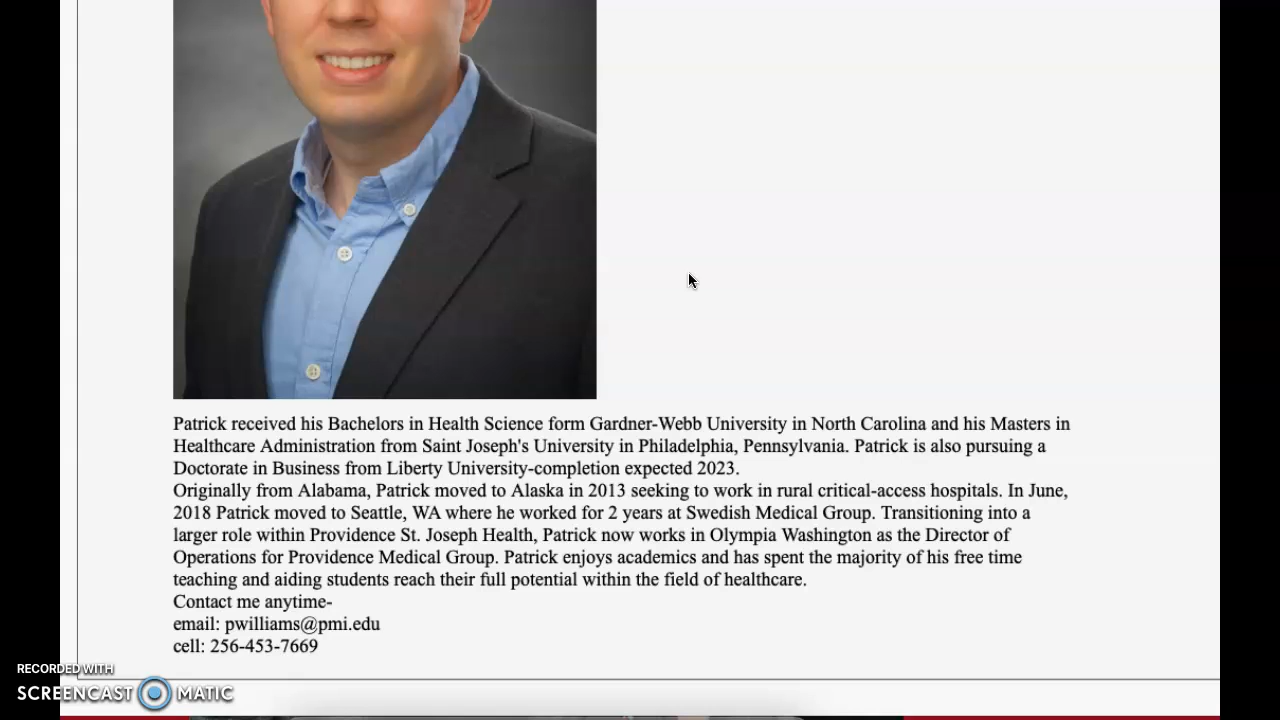 Patrick received his Bachelors in Health Science form Gardner-Webb University in North Carolina and his Masters in
Healthcare Administration from Saint Joseph's University in Philadelphia, Pennsylvania. Patrick is also pursuing a
Doctorate in Business from Liberty University-completion expected 2023.
Originally from Alabama, Patrick moved to Alaska in 2013 seeking to work in rural critical-access hospitals. In June,
2018 Patrick moved to Seattle, WA where he worked for 2 years at Swedish Medical Group. Transitioning into a
larger role within Providence St. Joseph Health, Patrick now works in Olympia Washington as the Director of
Operations for Providence Medical Group. Patrick enjoys academics and has spent the majority of his free time
teaching and aiding students reach their full potential within the field of healthcare.
Contact me anytime-
email: pwilliams@pmi.edu
cell: 256-453-7669
RECORDED WITH
SCREENCAST MATIC